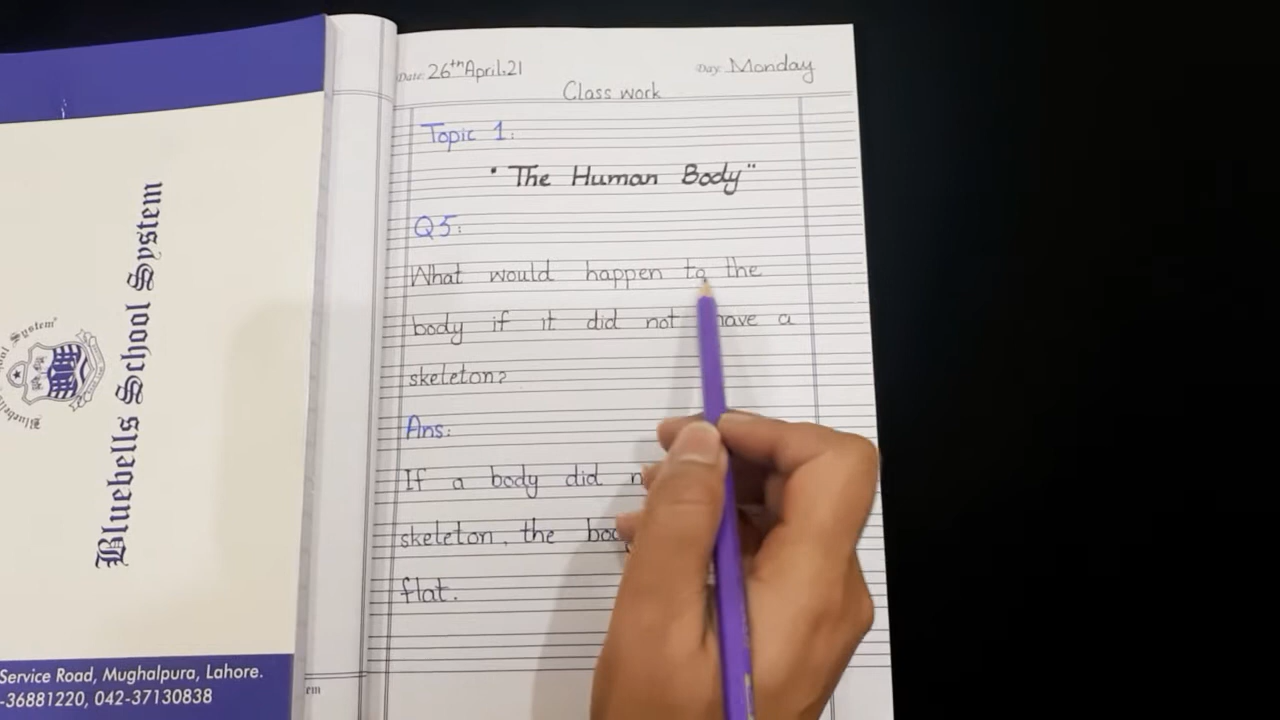 Date: 26th April,21
Day: Monday
Class work
Topic 1:
"The Human Body"
Q5:
What would happen to the
body if it did not have a
skeleton?
Ans:
If a body did
skeleton, the
flat.
Bluebells School System
System
Service Road, Mughalpura, Lahore.
-36881220, 042-37130838